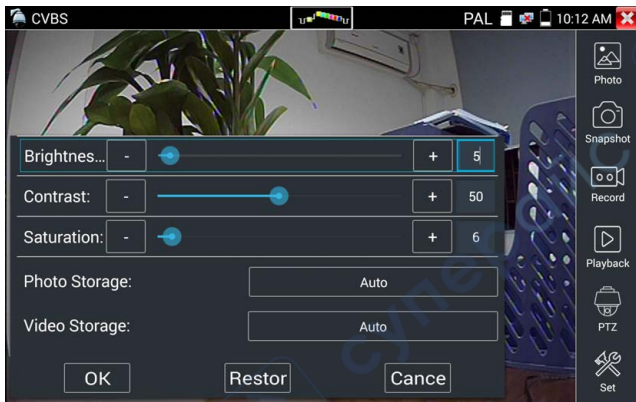 CVBS
PAL
10:12 AM
Photo
Snapshot
Record
Playback
PTZ
Set
Brightnes... - + 5
Contrast: - + 50
Saturation: - + 6
Photo Storage: Auto
Video Storage: Auto
OK Restor Cance